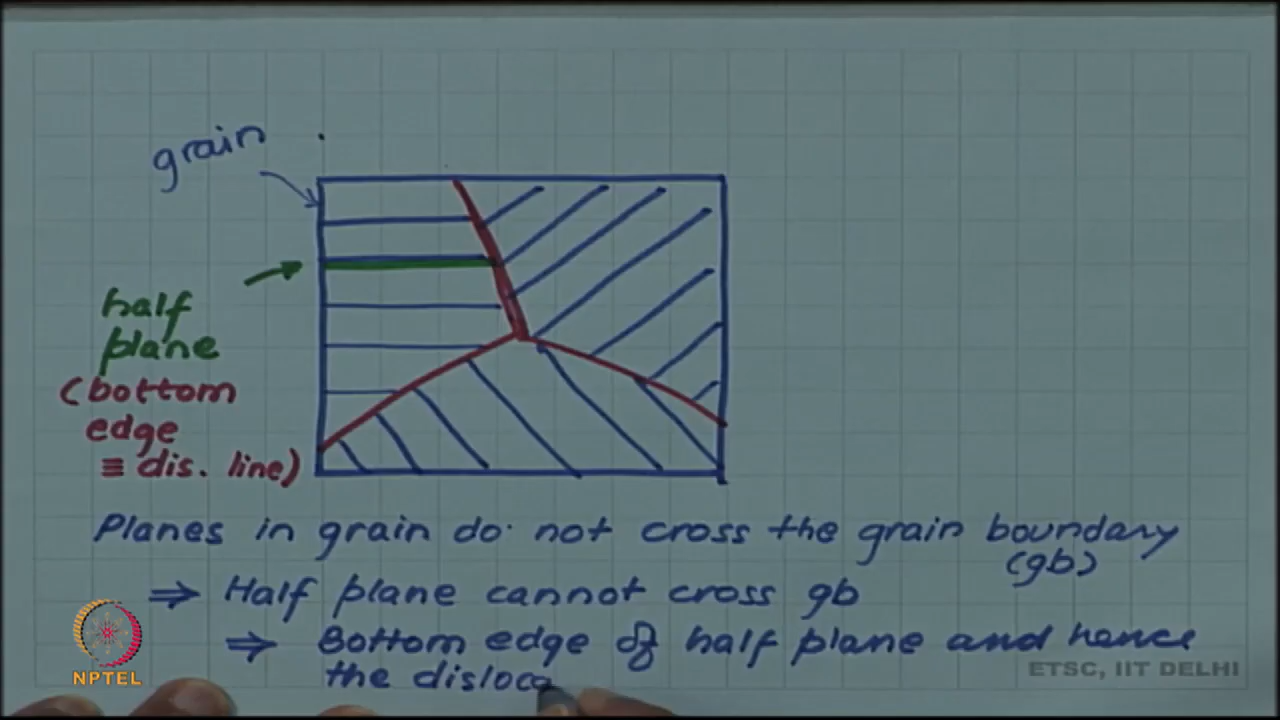 grain
half
plane
(bottom
edge
≡ dis. line)
Planes in grain do not cross the grain boundary
(gb)
⇒ Half plane cannot cross gb
⇒ Bottom edge of half plane and hence
the disloca
NPTEL
ETSC, IIT DELHI